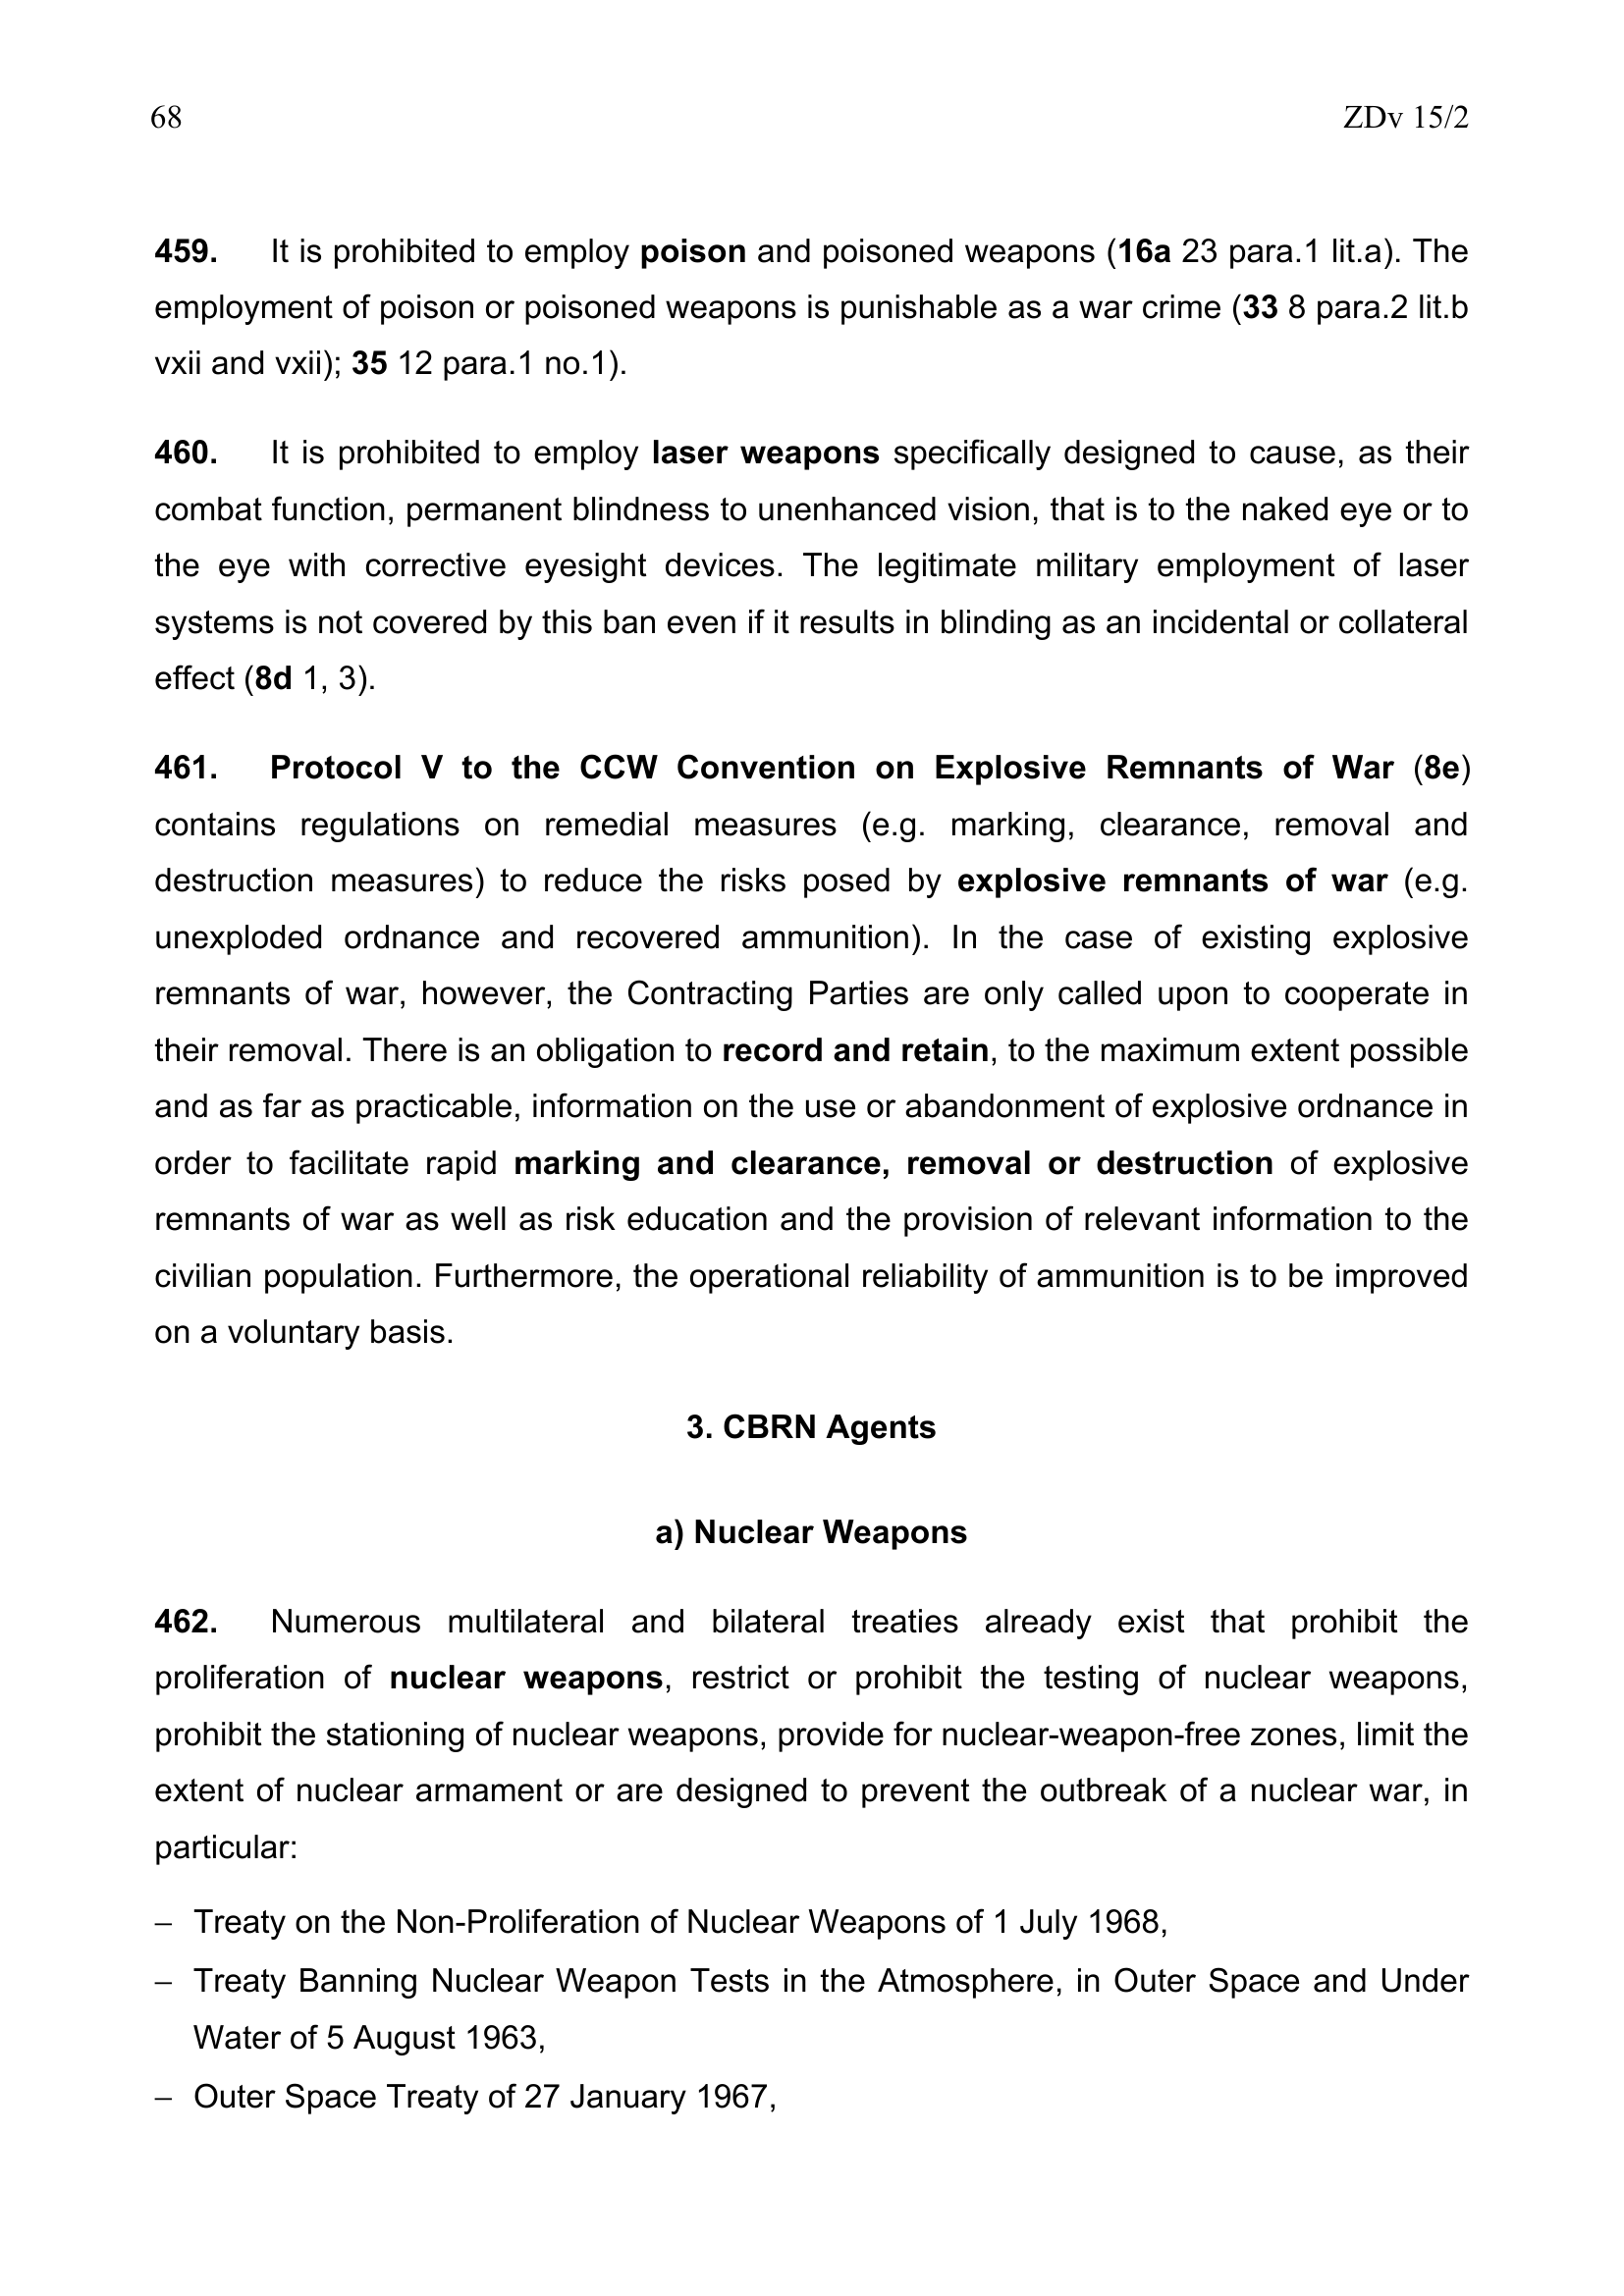 68 ZDv 15/2
459. It is prohibited to employ poison and poisoned weapons (16a 23 para.1 lit.a). The
employment of poison or poisoned weapons is punishable as a war crime (33 8 para.2 lit.b
vxii and vxii); 35 12 para.1 no.1).
460. It is prohibited to employ laser weapons specifically designed to cause, as their
combat function, permanent blindness to unenhanced vision, that is to the naked eye or to
the eye with corrective eyesight devices. The legitimate military employment of laser
systems is not covered by this ban even if it results in blinding as an incidental or collateral
effect (8d 1, 3).
461. Protocol V to the CCW Convention on Explosive Remnants of War (8e)
contains regulations on remedial measures (e.g. marking, clearance, removal and
destruction measures) to reduce the risks posed by explosive remnants of war (e.g.
unexploded ordnance and recovered ammunition). In the case of existing explosive
remnants of war, however, the Contracting Parties are only called upon to cooperate in
their removal. There is an obligation to record and retain, to the maximum extent possible
and as far as practicable, information on the use or abandonment of explosive ordnance in
order to facilitate rapid marking and clearance, removal or destruction of explosive
remnants of war as well as risk education and the provision of relevant information to the
civilian population. Furthermore, the operational reliability of ammunition is to be improved
on a voluntary basis.
3. CBRN Agents
a) Nuclear Weapons
462. Numerous multilateral and bilateral treaties already exist that prohibit the
proliferation of nuclear weapons, restrict or prohibit the testing of nuclear weapons,
prohibit the stationing of nuclear weapons, provide for nuclear-weapon-free zones, limit the
extent of nuclear armament or are designed to prevent the outbreak of a nuclear war, in
particular:
– Treaty on the Non-Proliferation of Nuclear Weapons of 1 July 1968,
– Treaty Banning Nuclear Weapon Tests in the Atmosphere, in Outer Space and Under
Water of 5 August 1963,
– Outer Space Treaty of 27 January 1967,